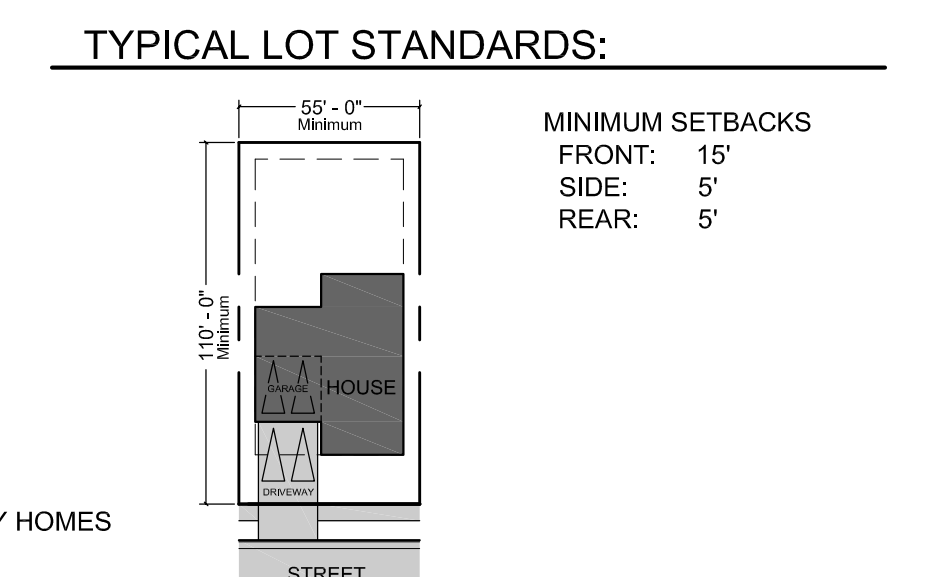 TYPICAL LOT STANDARDS:
55' - 0"
Minimum
MINIMUM SETBACKS
FRONT: 15'
SIDE: 5'
REAR: 5'
110' - 0"
Minimum
GARAGE
HOUSE
DRIVEWAY
HOMES
STREET